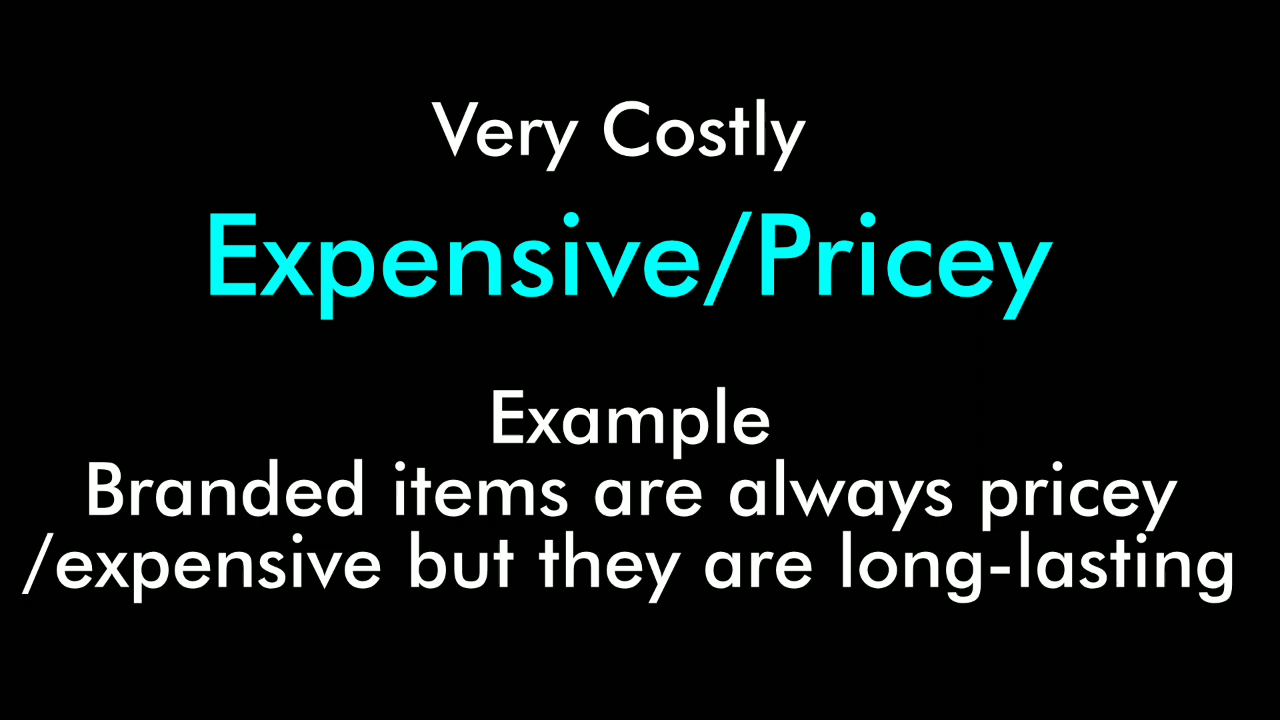 Very Costly
Expensive/Pricey
Example
Branded items are always pricey
/expensive but they are long-lasting